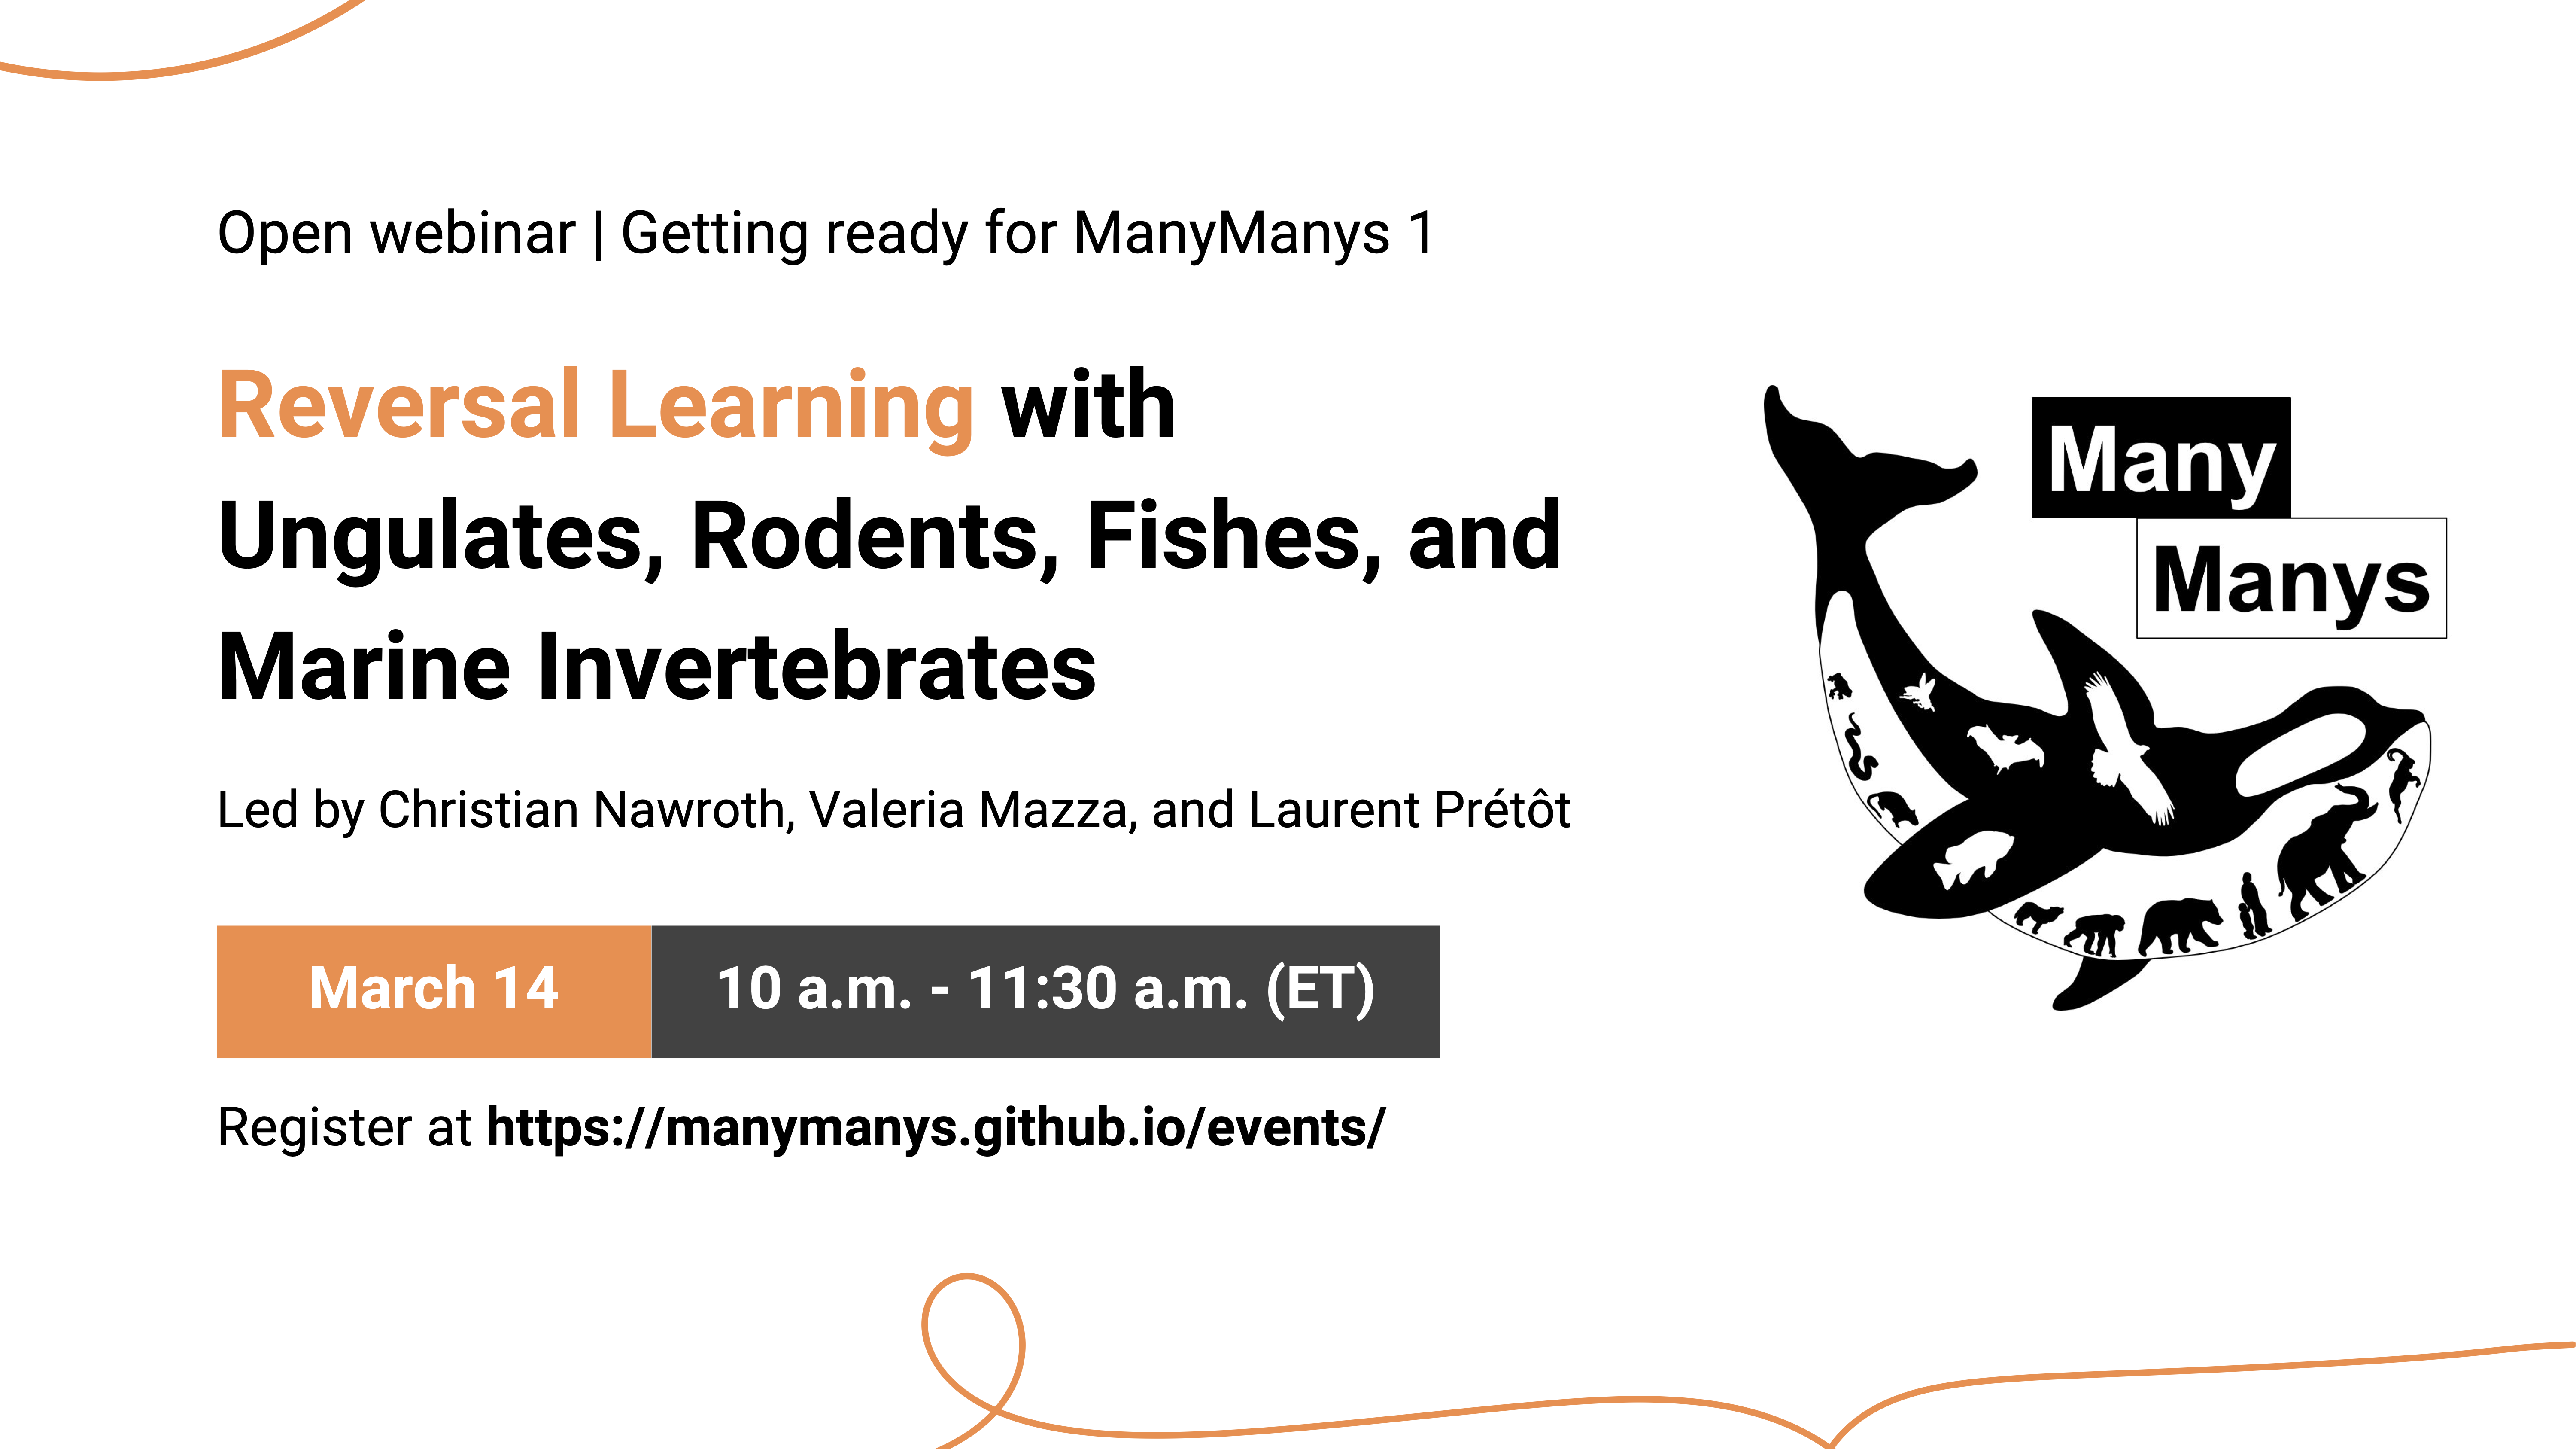 Open webinar | Getting ready for ManyManys 1
Reversal Learning with
Ungulates, Rodents, Fishes, and
Marine Invertebrates
Led by Christian Nawroth, Valeria Mazza, and Laurent Prétôt
March 14
10 a.m. - 11:30 a.m. (ET)
Register at https://manymanys.github.io/events/
Many
Manys